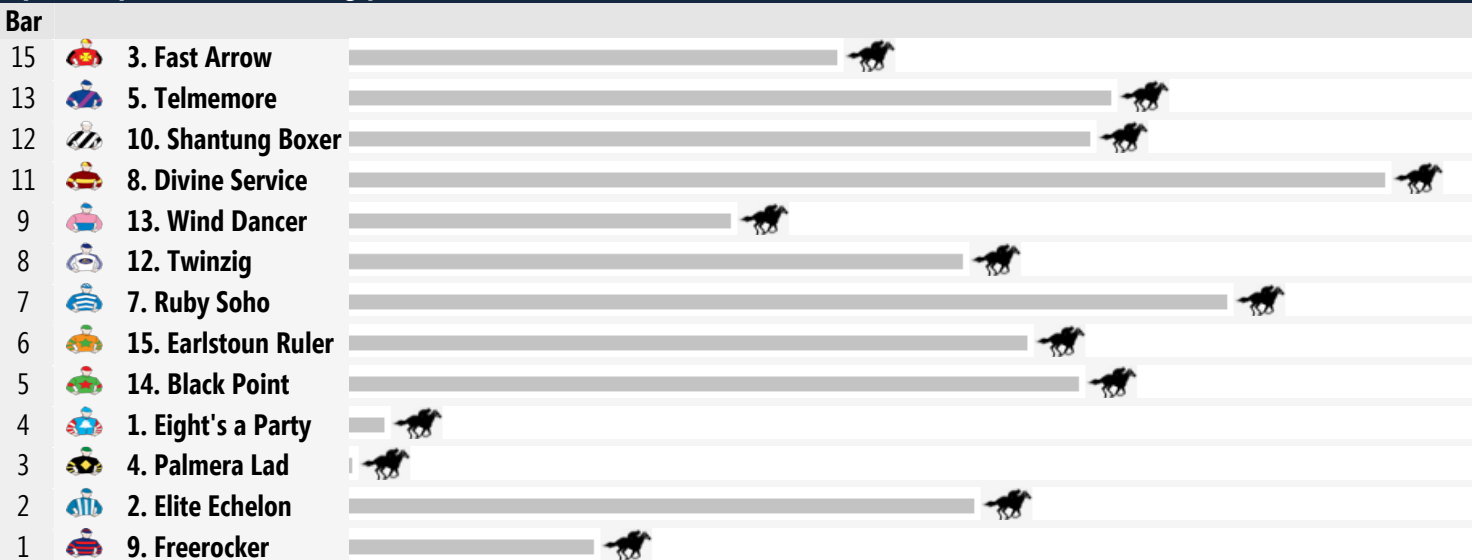 Bar
15 3. Fast Arrow
13 5. Telmemore
12 10. Shantung Boxer
11 8. Divine Service
9 13. Wind Dancer
8 12. Twinzig
7 7. Ruby Soho
6 15. Earlstoun Ruler
5 14. Black Point
4 1. Eight's a Party
3 4. Palmera Lad
2 2. Elite Echelon
1 9. Freerocker